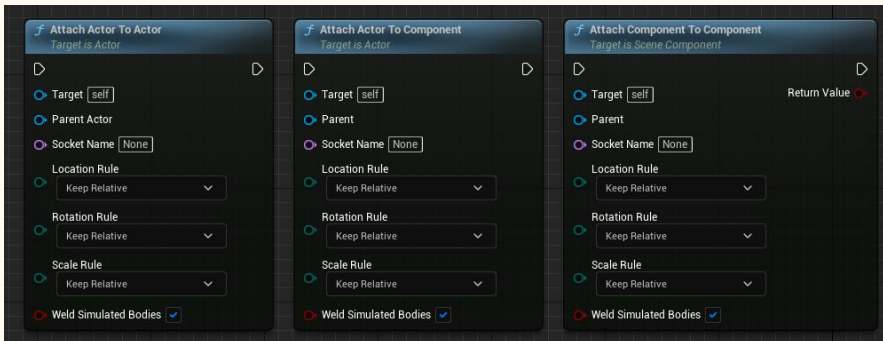 Attach Actor To Actor
Target is Actor
Target self
Parent Actor
Socket Name None
Location Rule
Keep Relative
Rotation Rule
Keep Relative
Scale Rule
Keep Relative
Weld Simulated Bodies
Attach Actor To Component
Target is Actor
Target self
Parent
Socket Name None
Location Rule
Keep Relative
Rotation Rule
Keep Relative
Scale Rule
Keep Relative
Weld Simulated Bodies
Attach Component To Component
Target is Scene Component
Target self
Return Value
Parent
Socket Name None
Location Rule
Keep Relative
Rotation Rule
Keep Relative
Scale Rule
Keep Relative
Weld Simulated Bodies